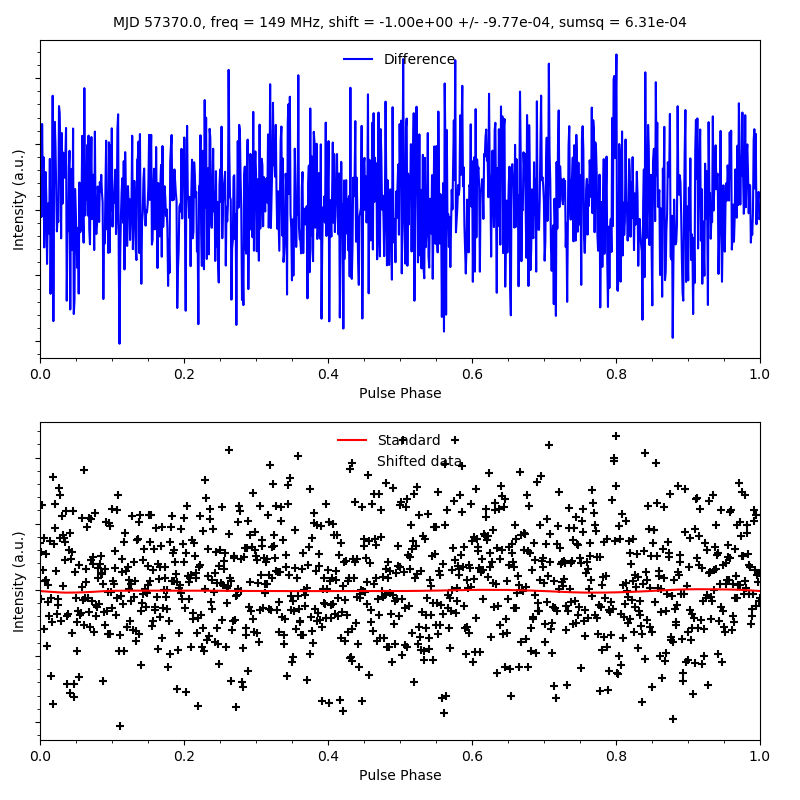 MJD 57370.0, freq = 149 MHz, shift = -1.00e+00 +/- -9.77e-04, sumsq = 6.31e-04
Difference
Intensity (a.u.)
0.0 0.2 0.4 0.6 0.8 1.0
Pulse Phase
Standard
Shifted data
Intensity (a.u.)
0.0 0.2 0.4 0.6 0.8 1.0
Pulse Phase